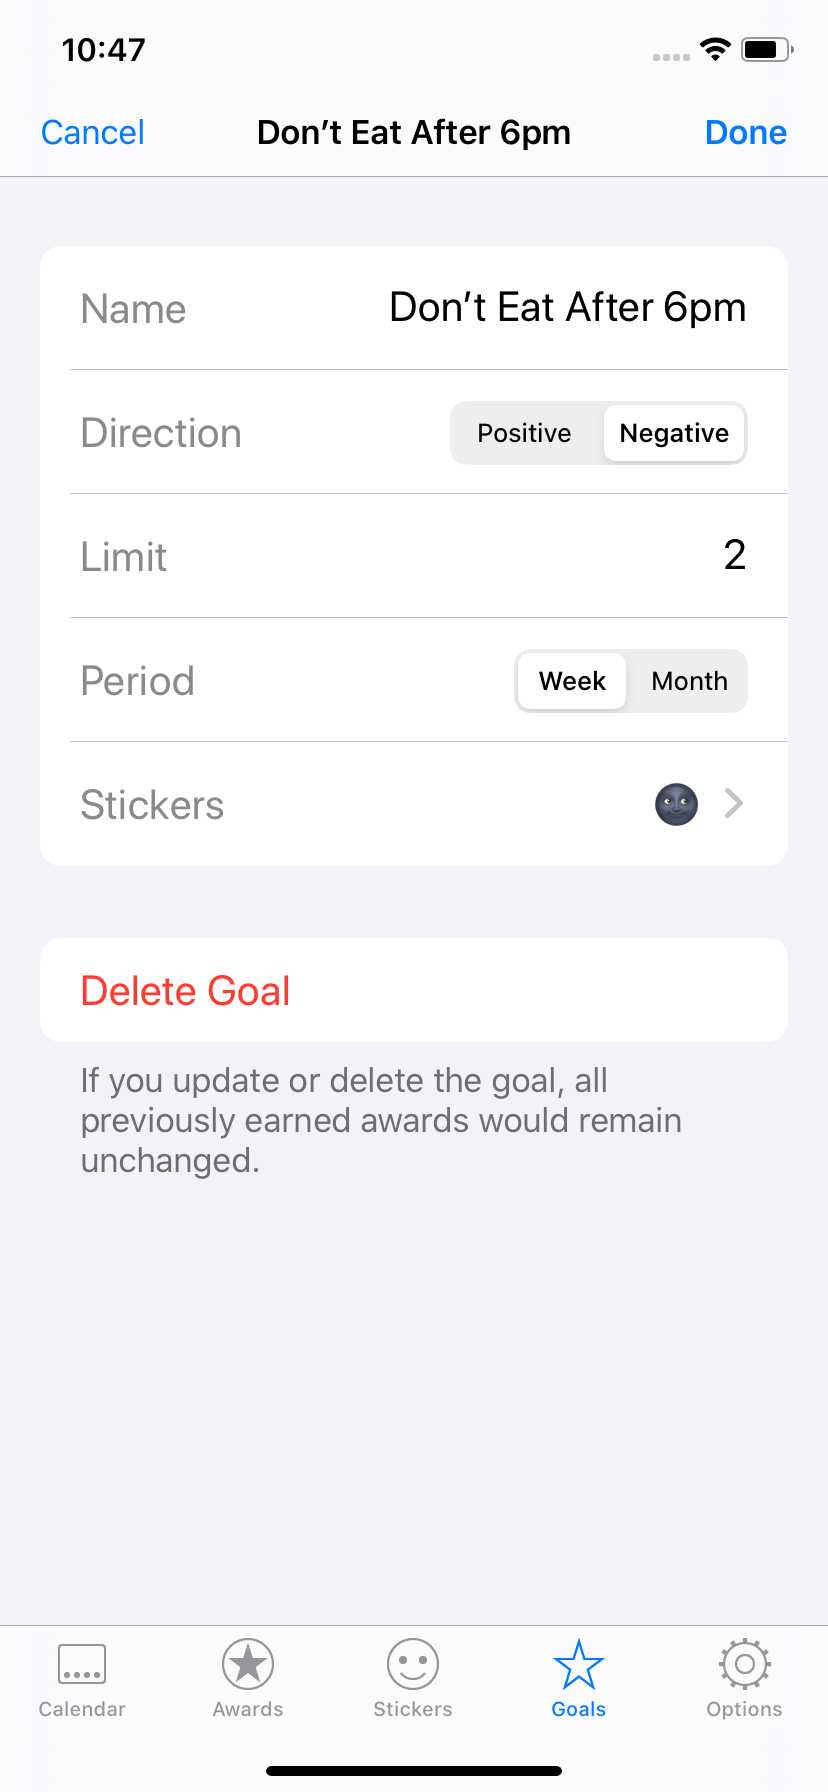 10:47
Cancel Don’t Eat After 6pm Done
Name Don’t Eat After 6pm
Direction Positive Negative
Limit 2
Period Week Month
Stickers
Delete Goal
If you update or delete the goal, all
previously earned awards would remain
unchanged.
Calendar Awards Stickers Goals Options